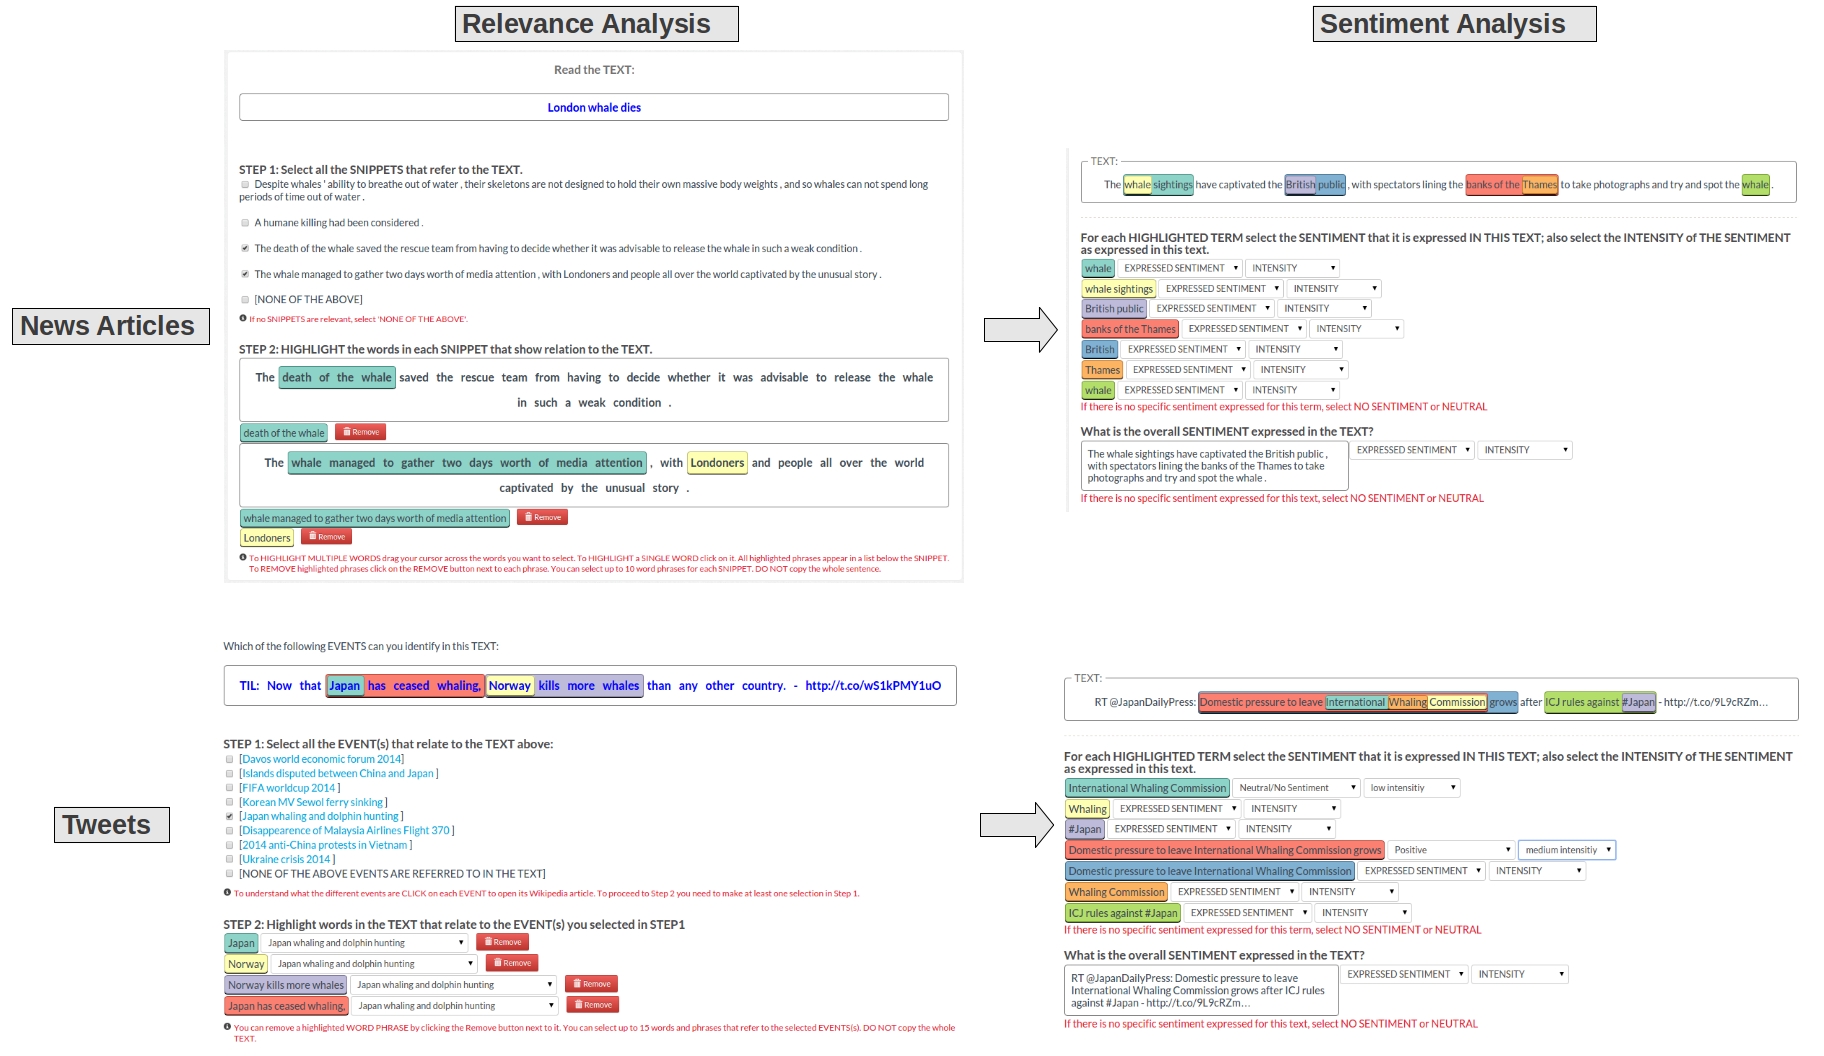 Relevance Analysis
Sentiment Analysis
News Articles
Read the TEXT:
London whale dies
STEP 1: Select all the SNIPPETS that refer to the TEXT.
Despite whales ' ability to breathe out of water , their skeletons are not designed to hold their own massive body weights , and so whales can not spend long
periods of time out of water .
A humane killing had been considered .
The death of the whale saved the rescue team from having to decide whether it was advisable to release the whale in such a weak condition .
The whale managed to gather two days worth of media attention , with Londoners and people all over the world captivated by the unusual story .
[NONE OF THE ABOVE]
If no SNIPPETS are relevant, select 'NONE OF THE ABOVE'.
STEP 2: HIGHLIGHT the words in each SNIPPET that show relation to the TEXT.
The death of the whale saved the rescue team from having to decide whether it was advisable to release the whale
in such a weak condition .
death of the whale Remove
The whale managed to gather two days worth of media attention , with Londoners and people all over the world
captivated by the unusual story .
whale managed to gather two days worth of media attention Remove
Londoners Remove
To HIGHLIGHT MULTIPLE WORDS drag your cursor across the words you want to select. To HIGHLIGHT a SINGLE WORD click on it. All highlighted phrases appear in a list below the SNIPPET.
To REMOVE highlighted phrases click on the REMOVE button next to each phrase. You can select up to 10 word phrases for each SNIPPET. DO NOT copy the whole sentence.
TEXT:
The whale sightings have captivated the British public , with spectators lining the banks of the Thames to take photographs and try and spot the whale .
For each HIGHLIGHTED TERM select the SENTIMENT that it is expressed IN THIS TEXT; also select the INTENSITY of THE SENTIMENT
as expressed in this text.
whale EXPRESSED SENTIMENT INTENSITY
whale sightings EXPRESSED SENTIMENT INTENSITY
British public EXPRESSED SENTIMENT INTENSITY
banks of the Thames EXPRESSED SENTIMENT INTENSITY
British EXPRESSED SENTIMENT INTENSITY
Thames EXPRESSED SENTIMENT INTENSITY
whale EXPRESSED SENTIMENT INTENSITY
If there is no specific sentiment expressed for this term, select NO SENTIMENT or NEUTRAL
What is the overall SENTIMENT expressed in the TEXT?
The whale sightings have captivated the British public , EXPRESSED SENTIMENT INTENSITY
with spectators lining the banks of the Thames to take
photographs and try and spot the whale .
If there is no specific sentiment expressed for this text, select NO SENTIMENT or NEUTRAL
Tweets
Which of the following EVENTS can you identify in this TEXT:
TIL: Now that Japan has ceased whaling, Norway kills more whales than any other country. - http://t.co/wS1kPMY1uO
STEP 1: Select all the EVENT(s) that relate to the TEXT above:
[Davos world economic forum 2014]
[Islands disputed between China and Japan ]
[FIFA worldcup 2014 ]
[Korean MV Sewol ferry sinking ]
[Japan whaling and dolphin hunting ]
[Disappearence of Malaysia Airlines Flight 370 ]
[2014 anti-China protests in Vietnam ]
[Ukraine crisis 2014 ]
[NONE OF THE ABOVE EVENTS ARE REFERRED TO IN THE TEXT]
To understand what the different events are CLICK on each EVENT to open its Wikipedia article. To proceed to Step 2 you need to make at least one selection in Step 1.
STEP 2: Highlight words in the TEXT that relate to the EVENT(s) you selected in STEP1
Japan Japan whaling and dolphin hunting Remove
Norway Japan whaling and dolphin hunting Remove
Norway kills more whales Japan whaling and dolphin hunting Remove
Japan has ceased whaling, Japan whaling and dolphin hunting Remove
You can remove a highlighted WORD PHRASE by clicking the Remove button next to it. You can select up to 15 words and phrases that refer to the selected EVENTS(s). DO NOT copy the whole
TEXT.
TEXT:
RT @JapanDailyPress: Domestic pressure to leave International Whaling Commission grows after ICJ rules against #Japan - http://t.co/9L9cRZm...
For each HIGHLIGHTED TERM select the SENTIMENT that it is expressed IN THIS TEXT; also select the INTENSITY of THE SENTIMENT
as expressed in this text.
International Whaling Commission Neutral/No Sentiment low intensitiy
Whaling EXPRESSED SENTIMENT INTENSITY
#Japan EXPRESSED SENTIMENT INTENSITY
Domestic pressure to leave International Whaling Commission grows Positive medium intensitiy
Domestic pressure to leave International Whaling Commission EXPRESSED SENTIMENT INTENSITY
Whaling Commission EXPRESSED SENTIMENT INTENSITY
ICJ rules against #Japan EXPRESSED SENTIMENT INTENSITY
If there is no specific sentiment expressed for this term, select NO SENTIMENT or NEUTRAL
What is the overall SENTIMENT expressed in the TEXT?
RT @JapanDailyPress: Domestic pressure to leave EXPRESSED SENTIMENT INTENSITY
International Whaling Commission grows after ICJ rules
against #Japan - http://t.co/9L9cRZm...
If there is no specific sentiment expressed for this text, select NO SENTIMENT or NEUTRAL